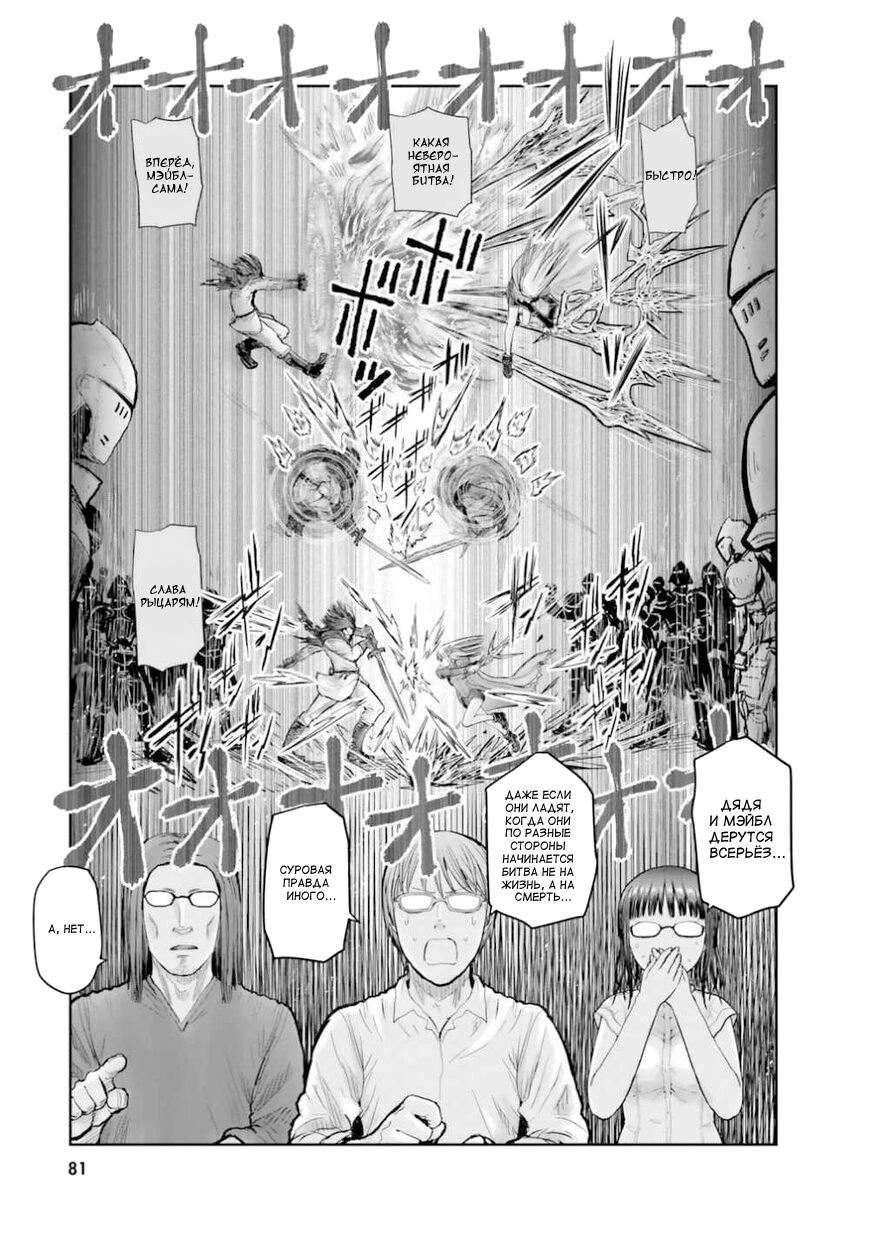 オオオオオオオオ
БЫСТРО!
КАКАЯ
НЕВЕРО-
ЯТНАЯ
БИТВА!
ВПЕРЁД,
МЭЙБЛ-
САМА!
СЛАВА
РЫЦАРЯМ!
オオオオオオオ
ДЯДЯ
И МЭЙБЛ
ДЕРУТСЯ
ВСЕРЬЁЗ...
ДАЖЕ ЕСЛИ
ОНИ ЛАДЯТ,
КОГДА ОНИ
ПО РАЗНЫЕ
СТОРОНЫ
НАЧИНАЕТСЯ
БИТВА НЕ НА
ЖИЗНЬ, А НА
СМЕРТЬ...
СУРОВАЯ
ПРАВДА
ИНОГО...
А, НЕТ...
81